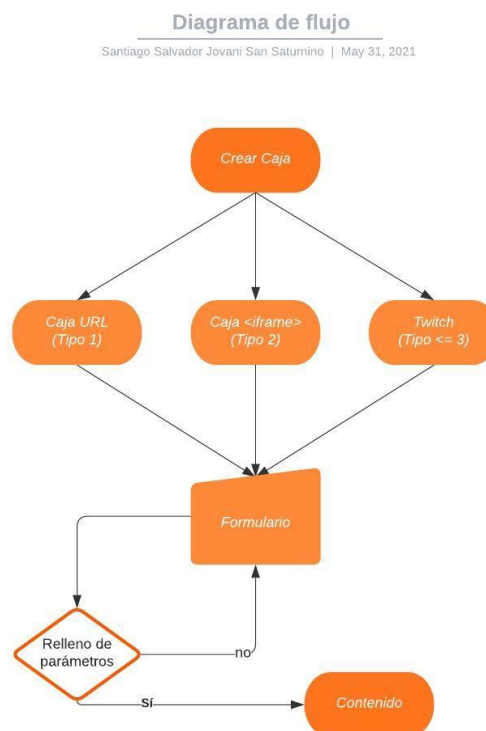 Diagrama de flujo
Santiago Salvador Jovani San Saturnino | May 31, 2021
Crear Caja
Caja URL
(Tipo 1)
Caja <iframe>
(Tipo 2)
Twitch
(Tipo <= 3)
Formulario
Relleno de
parámetros
no
Sí
Contenido